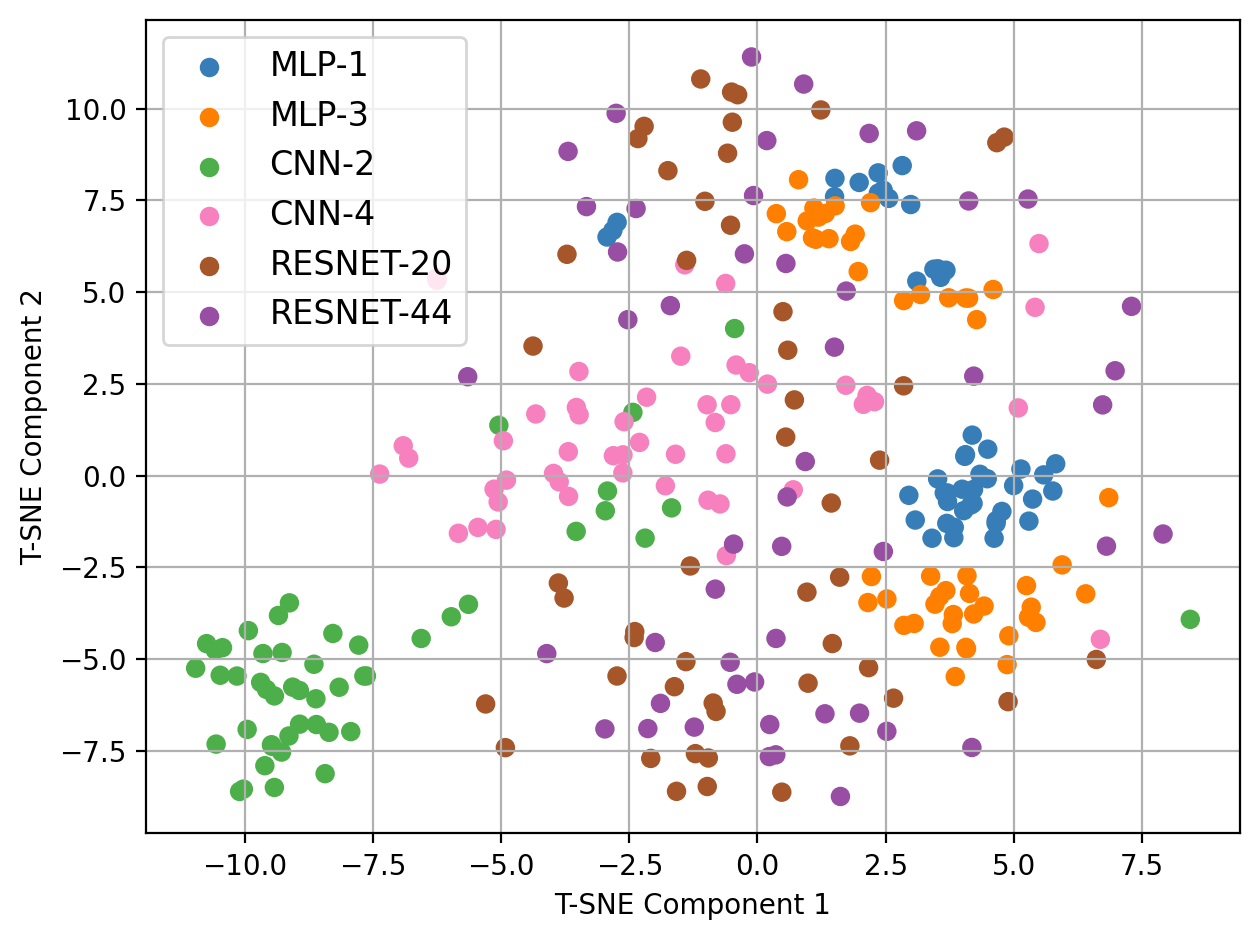 MLP-1
MLP-3
CNN-2
CNN-4
RESNET-20
RESNET-44
10.0
7.5
5.0
2.5
0.0
−2.5
−5.0
−7.5
T-SNE Component 2
−10.0 −7.5 −5.0 −2.5 0.0 2.5 5.0 7.5
T-SNE Component 1